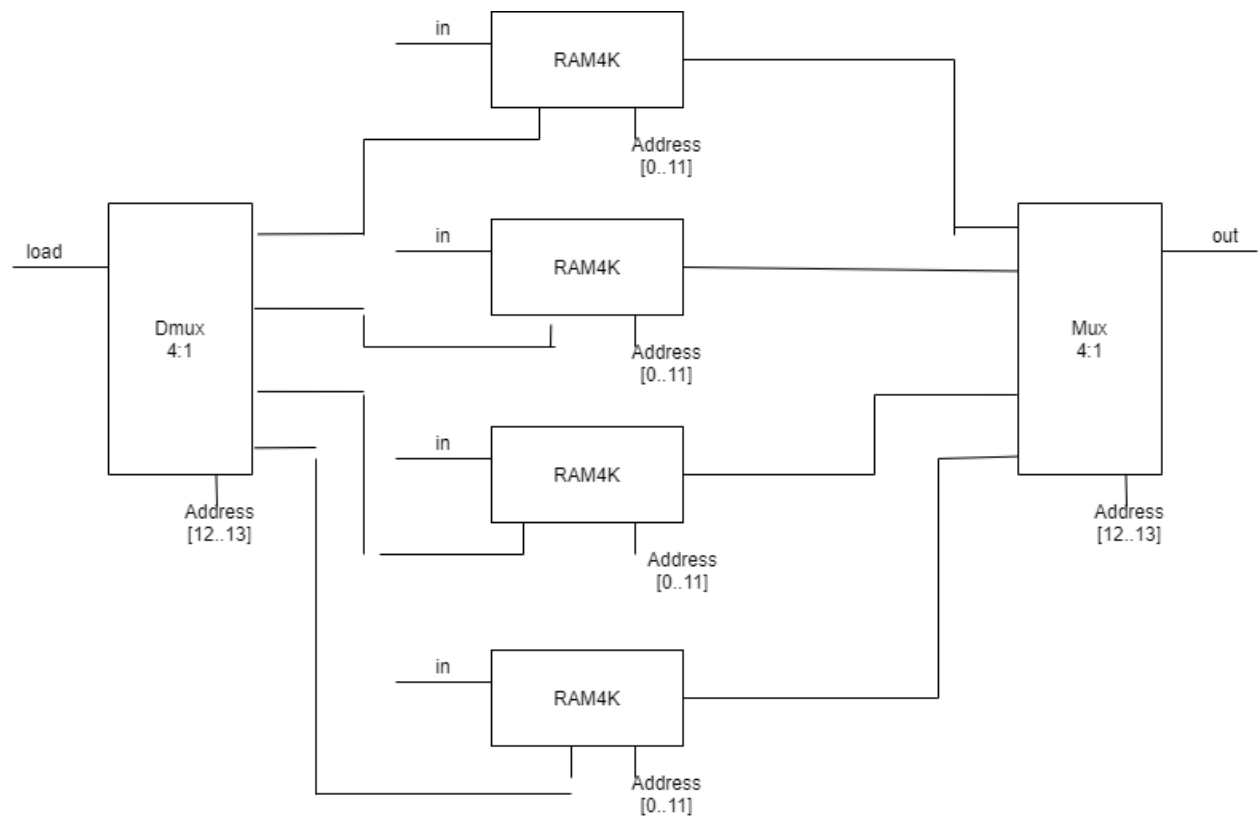 in
RAM4K
Address
[0..11]
load
Dmux
4:1
Address
[12..13]
in
RAM4K
Address
[0..11]
in
RAM4K
Address
[0..11]
in
RAM4K
Address
[0..11]
Mux
4:1
Address
[12..13]
out